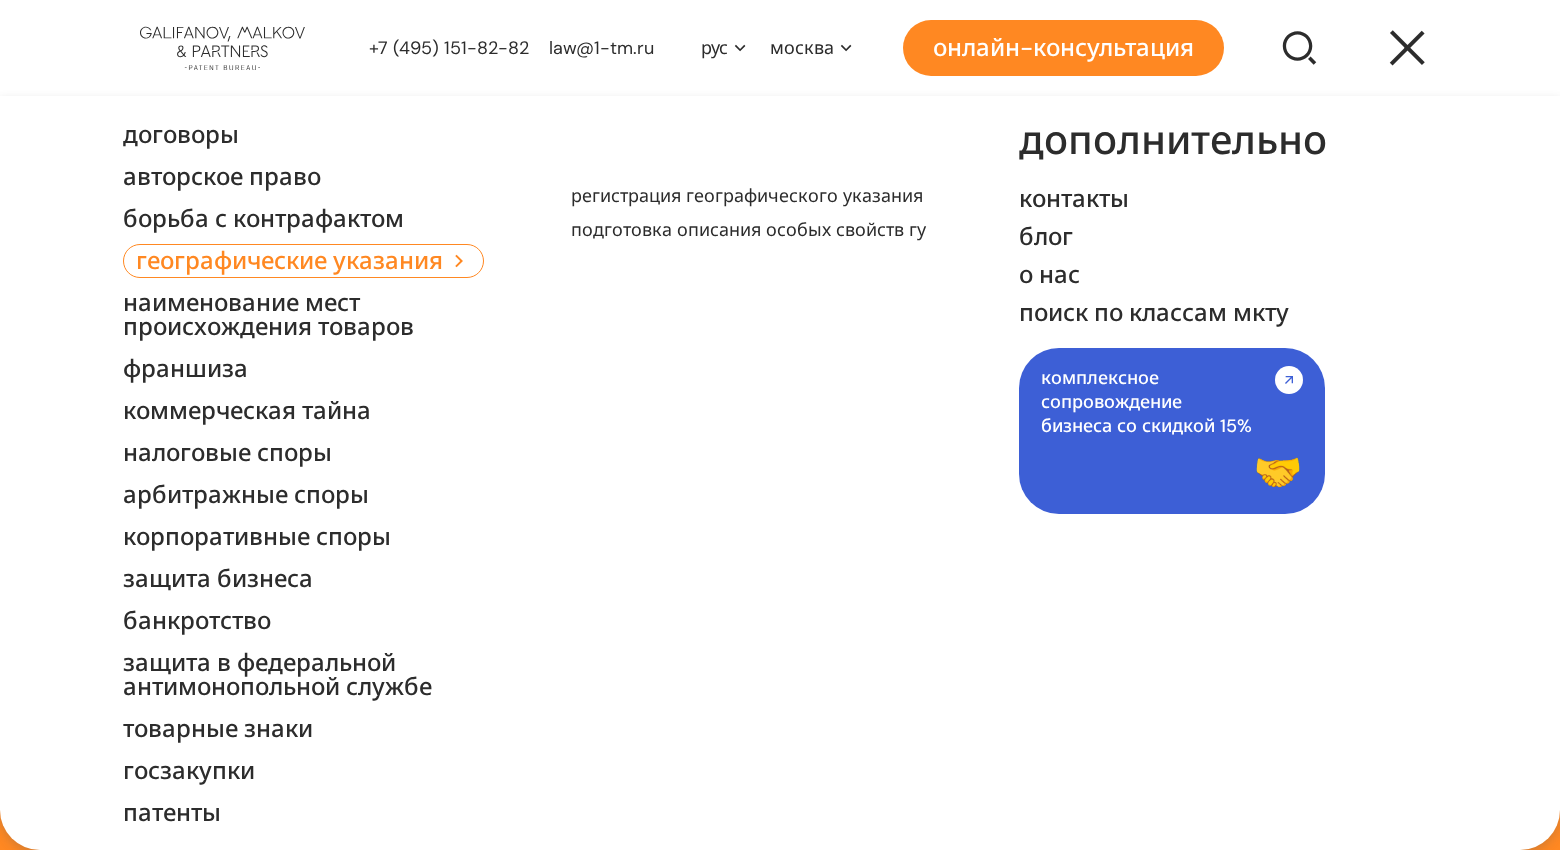 GALIFANOV, MALKOV
& PARTNERS
-PATENT BUREAU-
+7 (495) 151-82-82
law@1-tm.ru
рус
москва
онлайн-консультация
договоры
авторское право
борьба с контрафактом
географические указания
наименование мест
происхождения товаров
франшиза
коммерческая тайна
налоговые споры
арбитражные споры
корпоративные споры
защита бизнеса
банкротство
защита в федеральной
антимонопольной службе
товарные знаки
госзакупки
патенты
регистрация географического указания
подготовка описания особых свойств гу
дополнительно
контакты
блог
о нас
поиск по классам мкту
комплексное
сопровождение
бизнеса со скидкой 15%